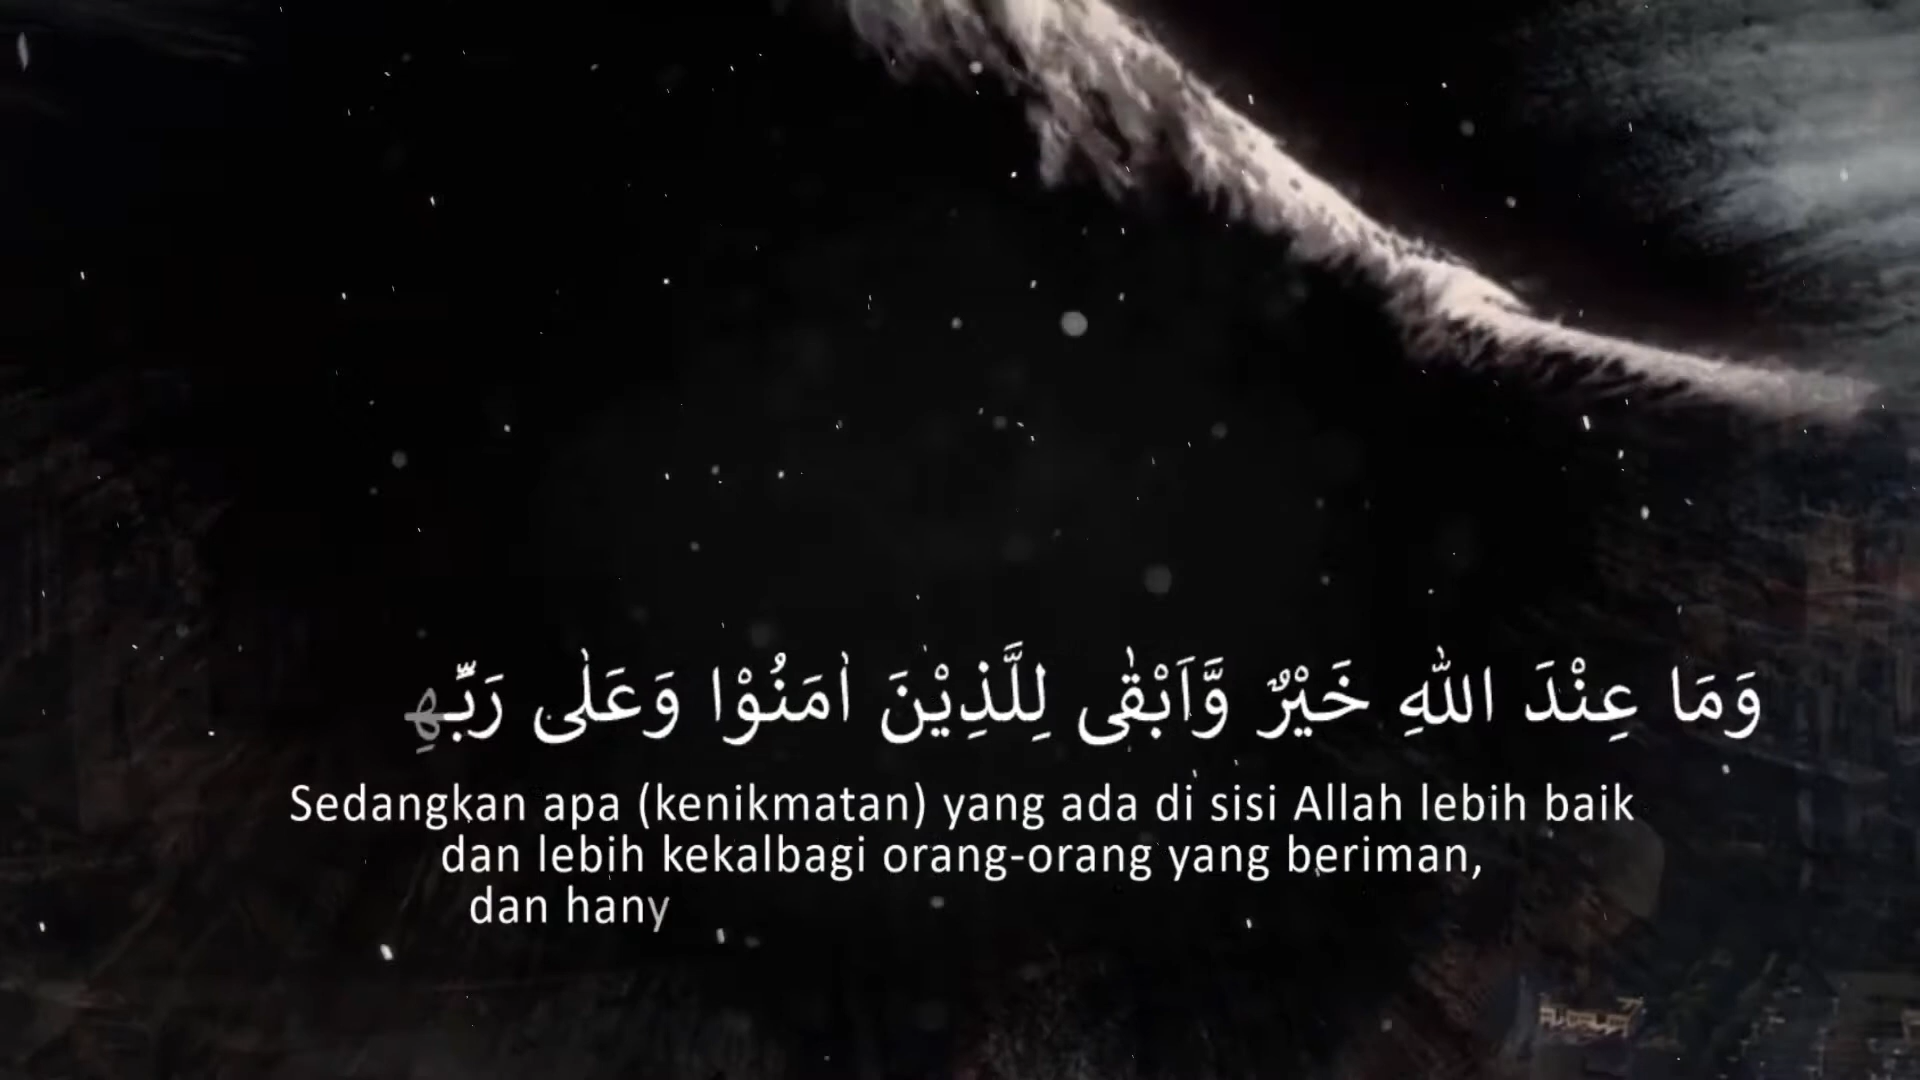 وَمَا عِنْدَ اللّٰهِ خَيْرٌ وَّاَبْقٰى لِلَّذِيْنَ اٰمَنُوْا وَعَلٰى رَبِّهِ
Sedangkan apa (kenikmatan) yang ada di sisi Allah lebih baik
dan lebih kekalbagi orang-orang yang beriman,
dan hany